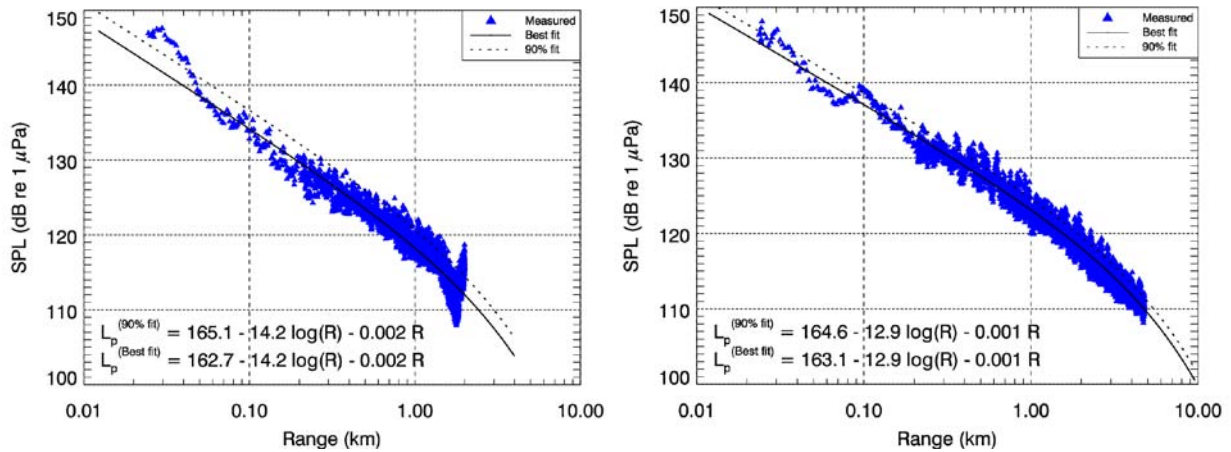 150
140
130
120
110
100
SPL (dB re 1 μPa)
Measured
Best fit
90% fit
Lp(90% fit) = 165.1 - 14.2 log(R) - 0.002 R
Lp(Best fit) = 162.7 - 14.2 log(R) - 0.002 R
0.01 0.10 1.00 10.00
Range (km)
150
140
130
120
110
100
SPL (dB re 1 μPa)
Measured
Best fit
90% fit
Lp(90% fit) = 164.6 - 12.9 log(R) - 0.001 R
Lp(Best fit) = 163.1 - 12.9 log(R) - 0.001 R
0.01 0.10 1.00 10.00
Range (km)